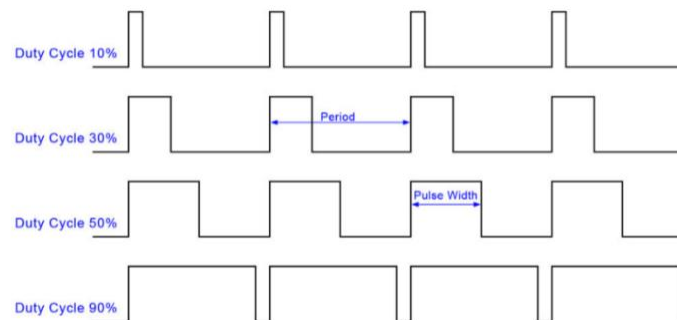 Duty Cycle 10%
Duty Cycle 30%
Period
Duty Cycle 50%
Pulse Width
Duty Cycle 90%